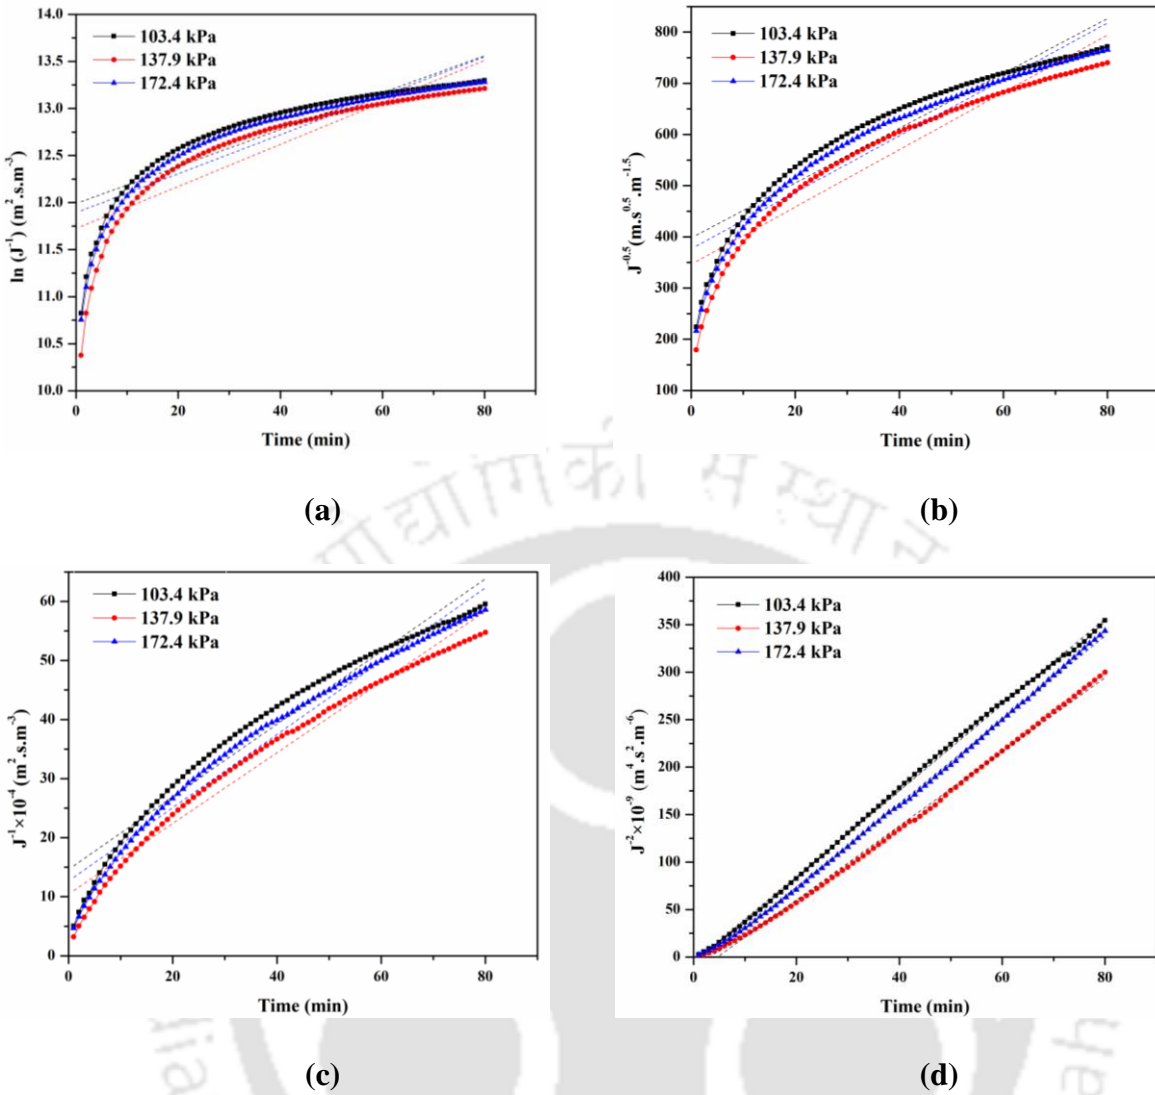 14.0
13.5
13.0
12.5
12.0
11.5
11.0
10.5
10.0
ln (J⁻¹) (m².s.m⁻³)
103.4 kPa
137.9 kPa
172.4 kPa
0 20 40 60 80
Time (min)
(a)
800
700
600
500
400
300
200
100
J⁻⁰·⁵ (m.s⁰·⁵.m⁻¹·⁵)
103.4 kPa
137.9 kPa
172.4 kPa
0 20 40 60 80
Time (min)
(b)
60
50
40
30
20
10
0
J⁻¹×10⁻⁴ (m².s.m⁻³)
103.4 kPa
137.9 kPa
172.4 kPa
0 20 40 60 80
Time (min)
(c)
400
350
300
250
200
150
100
50
0
J⁻²×10⁻⁹ (m⁴.s².m⁻⁶)
103.4 kPa
137.9 kPa
172.4 kPa
0 20 40 60 80
Time (min)
(d)